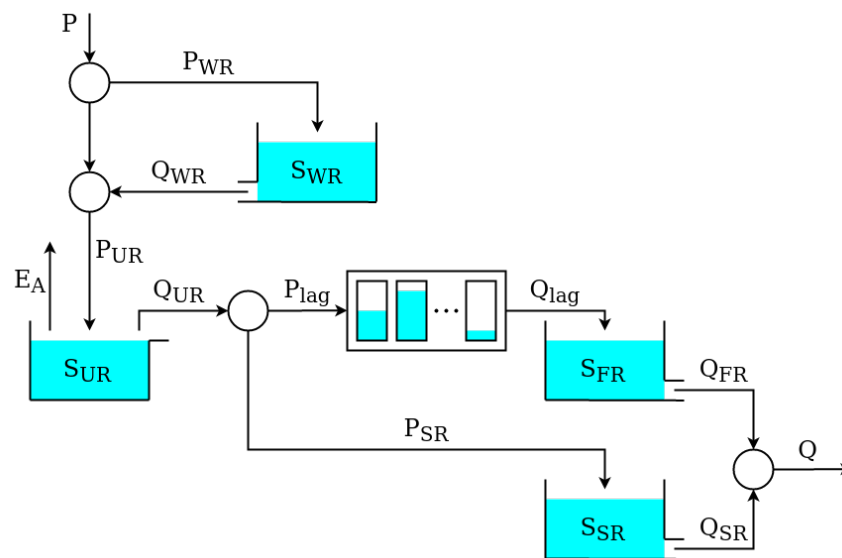 P
P_WR
Q_WR
S_WR
P_UR
E_A
Q_UR
P_lag
Q_lag
S_UR
S_FR
Q_FR
P_SR
Q
S_SR
Q_SR